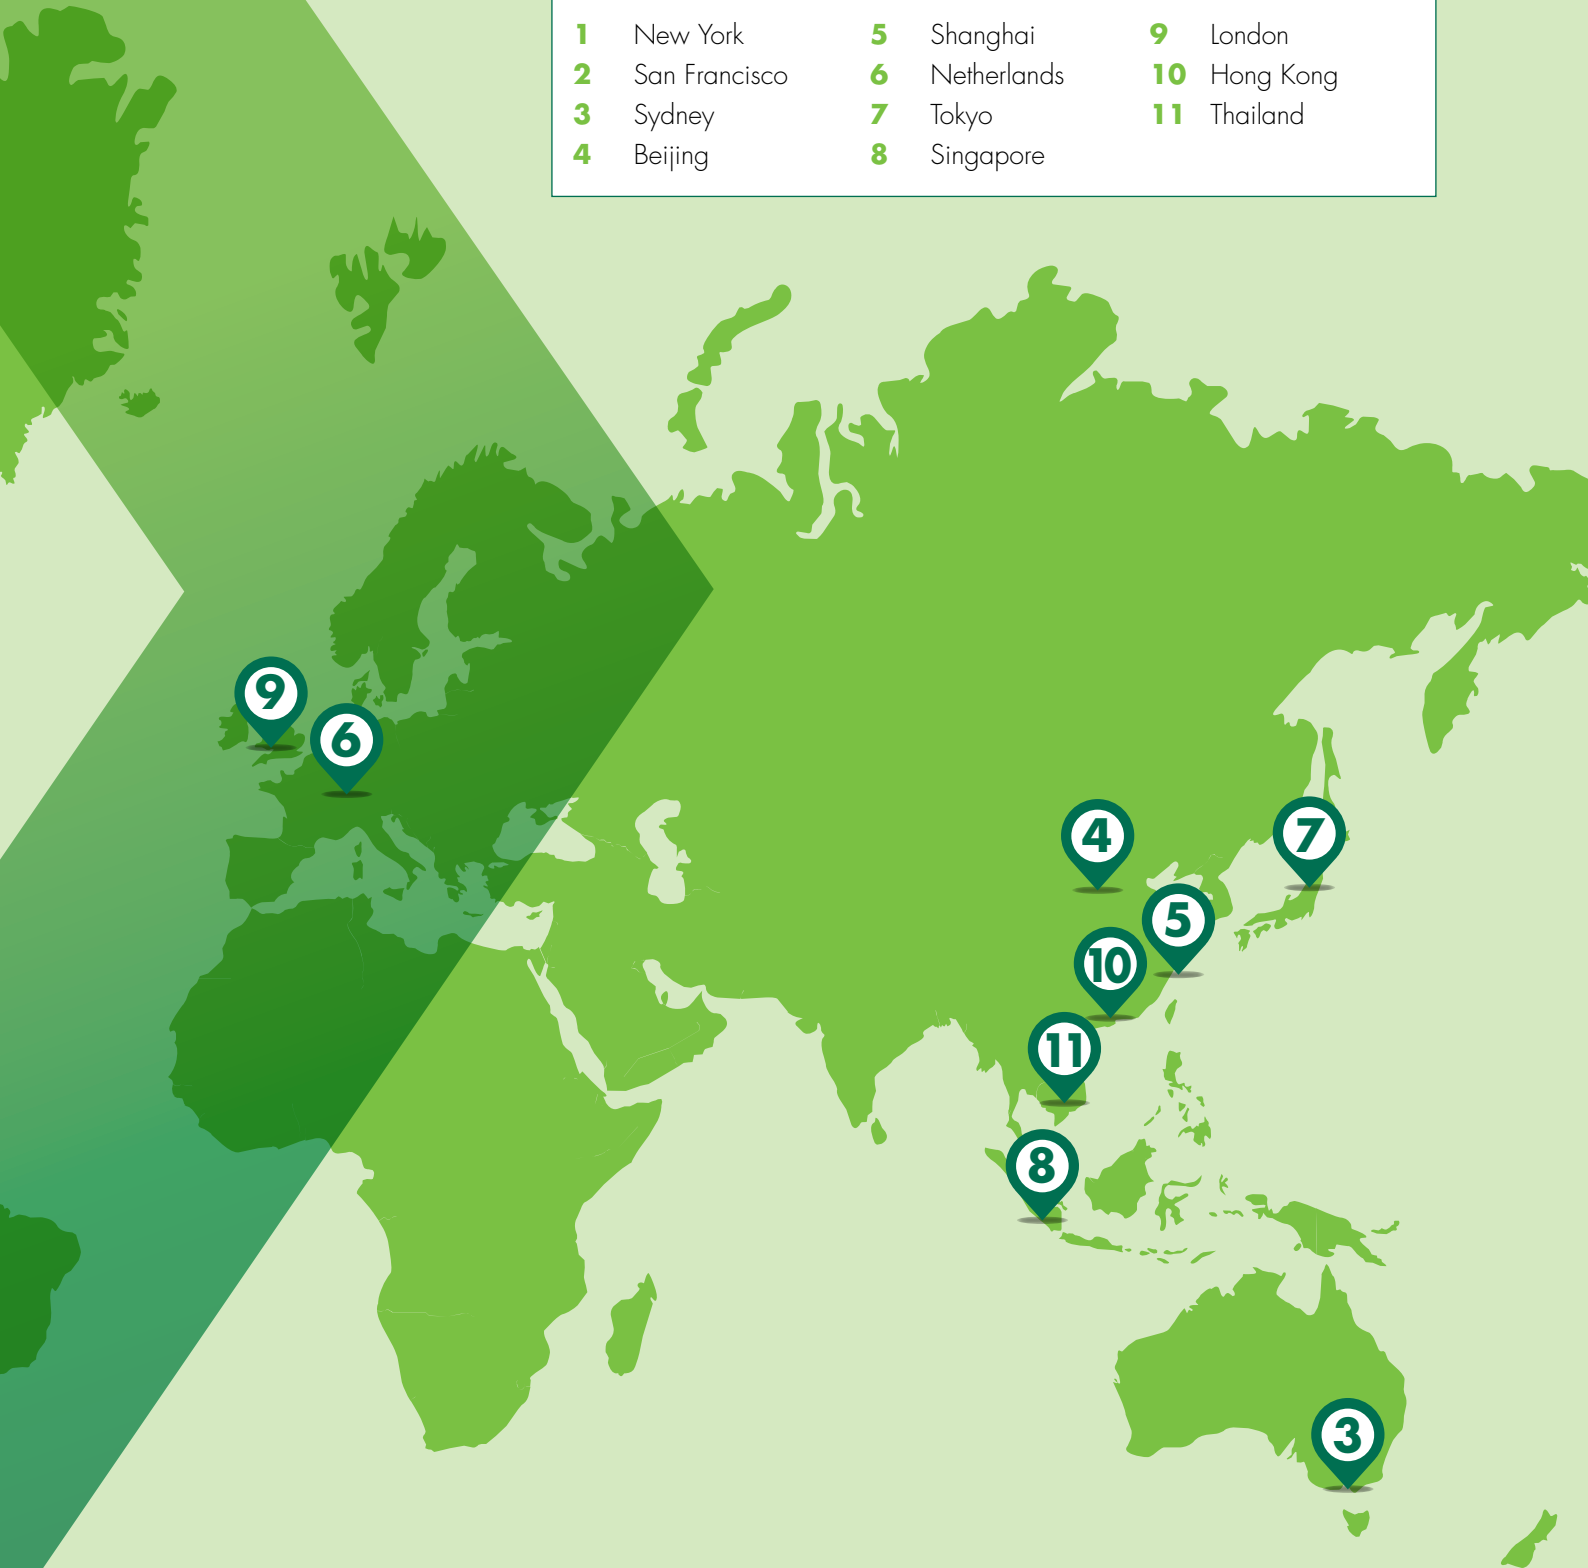 1 New York
2 San Francisco
3 Sydney
4 Beijing
5 Shanghai
6 Netherlands
7 Tokyo
8 Singapore
9 London
10 Hong Kong
11 Thailand
9
6
4
7
5
10
11
8
3